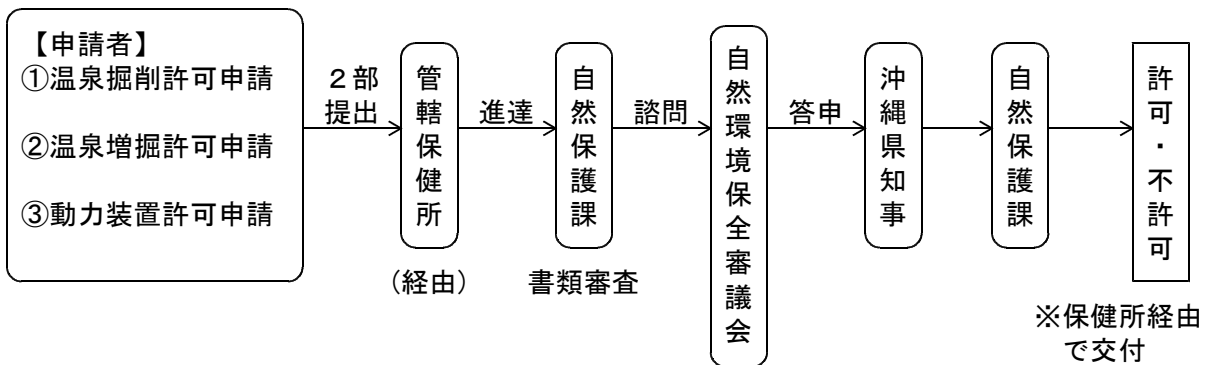 【申請者】
①温泉掘削許可申請
②温泉増掘許可申請
③動力装置許可申請
２部
提出
管轄保健所
(経由)
進達
自然保護課
書類審査
諮問
自然環境保全審議会
答申
沖縄県知事
自然保護課
許可・不許可
※保健所経由
で交付